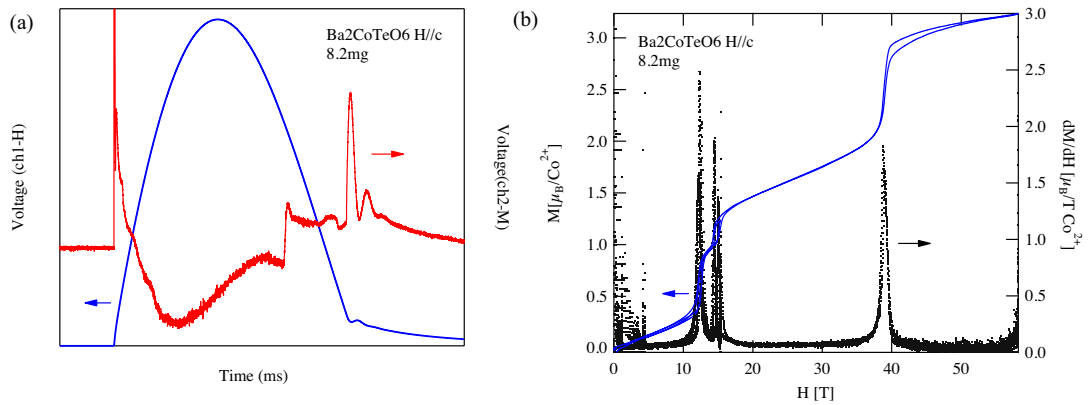 (a)
Ba2CoTeO6 H//c
8.2mg
Voltage (ch1-H)
Voltage(ch2-M)
Time (ms)
(b)
Ba2CoTeO6 H//c
8.2mg
M[μB/Co2+]
3.0
2.5
2.0
1.5
1.0
0.5
0.0
dM/dH [μB/T Co2+]
3.0
2.5
2.0
1.5
1.0
0.5
0.0
0 10 20 30 40 50
H [T]